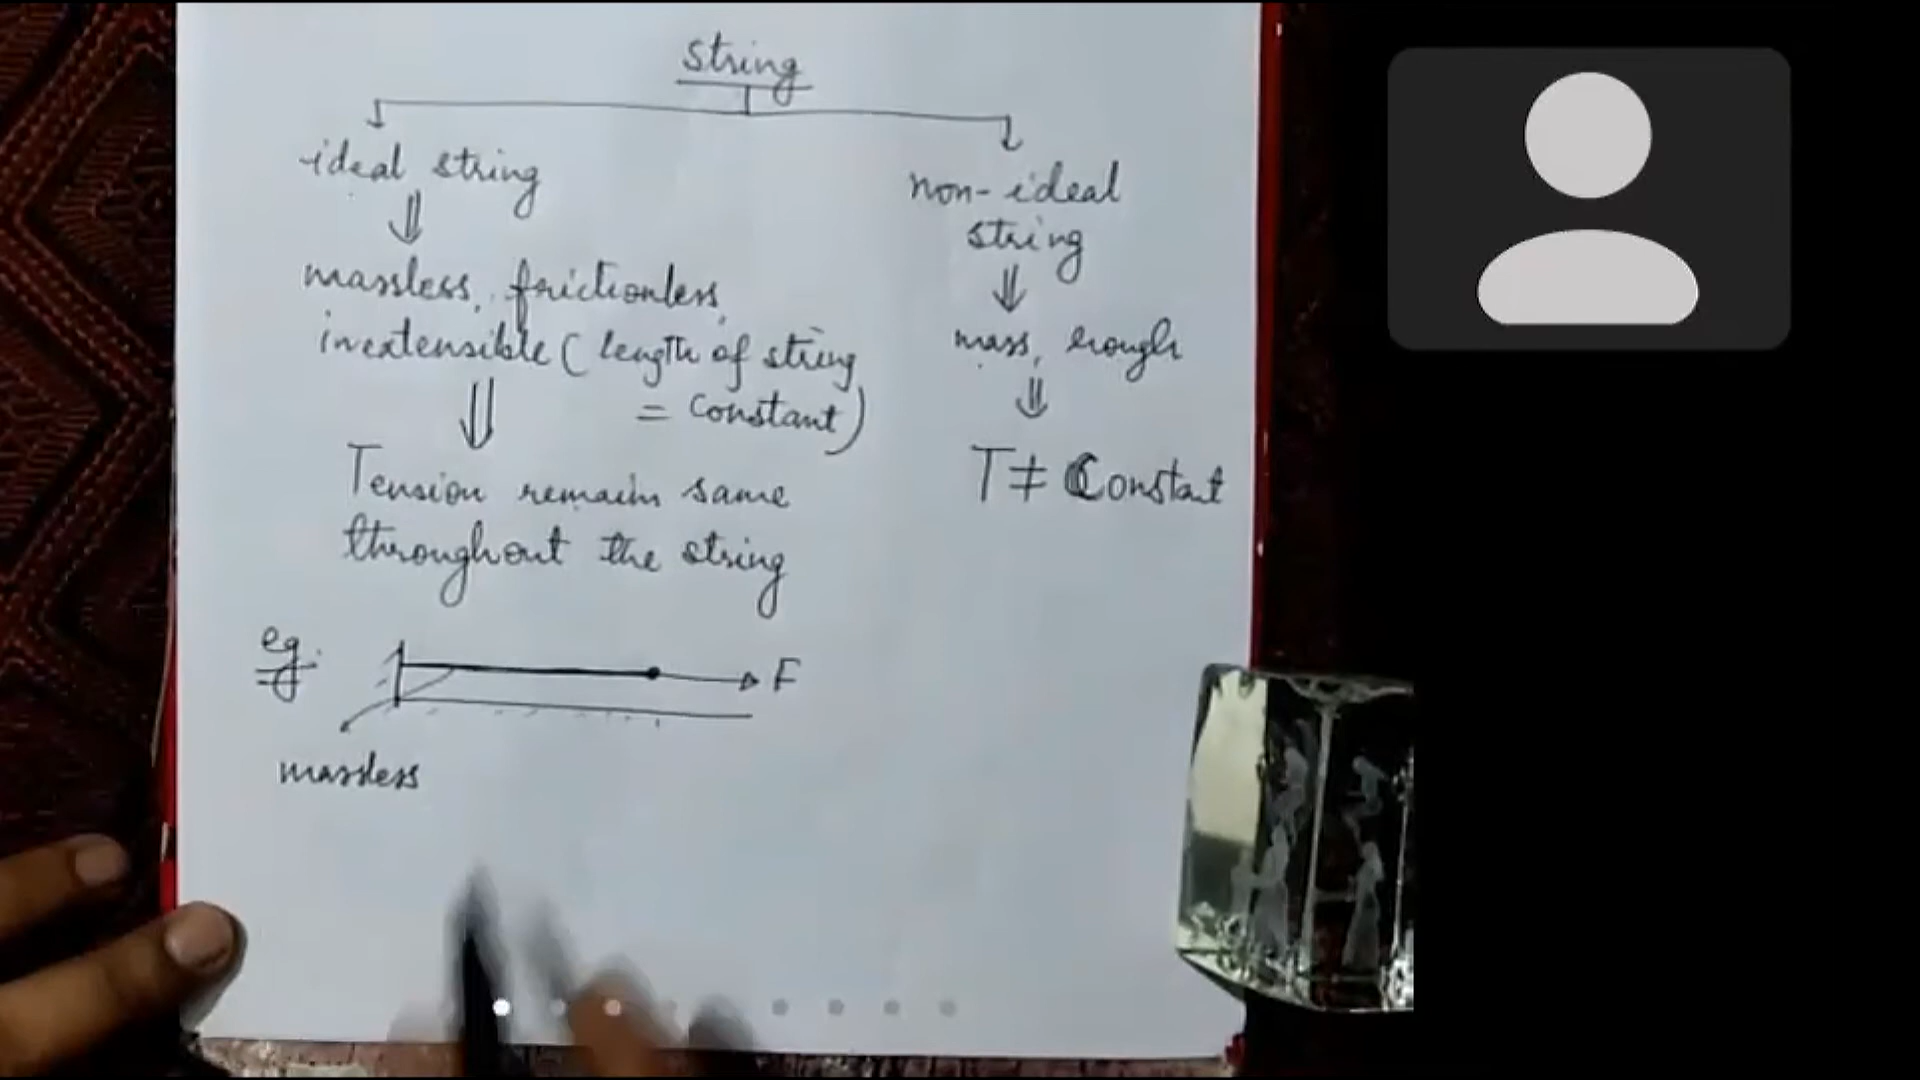 string
ideal string
massless, frictionless,
inextensible (length of string
= constant)
Tension remains same
throughout the string
non-ideal
string
mass, rough
T ≠ Constant
eg.
F
massless